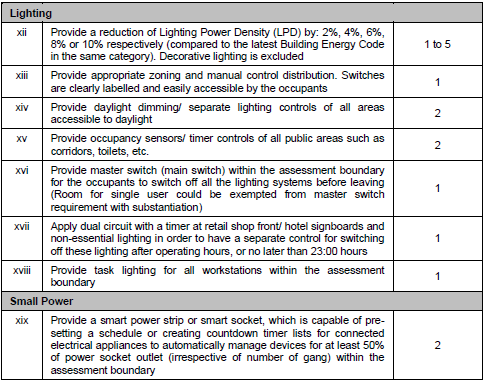 Lighting
xii Provide a reduction of Lighting Power Density (LPD) by: 2%, 4%, 6%,
8% or 10% respectively (compared to the latest Building Energy Code
in the same category). Decorative lighting is excluded
1 to 5
xiii Provide appropriate zoning and manual control distribution. Switches
are clearly labelled and easily accessible by the occupants
1
xiv Provide daylight dimming/ separate lighting controls of all areas
accessible to daylight
2
xv Provide occupancy sensors/ timer controls of all public areas such as
corridors, toilets, etc.
2
xvi Provide master switch (main switch) within the assessment boundary
for the occupants to switch off all the lighting systems before leaving
(Room for single user could be exempted from master switch
requirement with substantiation)
1
xvii Apply dual circuit with a timer at retail shop front/ hotel signboards and
non-essential lighting in order to have a separate control for switching
off these lighting after operating hours, or no later than 23:00 hours
1
xviii Provide task lighting for all workstations within the assessment
boundary
1
Small Power
xix Provide a smart power strip or smart socket, which is capable of pre-
setting a schedule or creating countdown timer lists for connected
electrical appliances to automatically manage devices for at least 50%
of power socket outlet (irrespective of number of gang) within the
assessment boundary
2